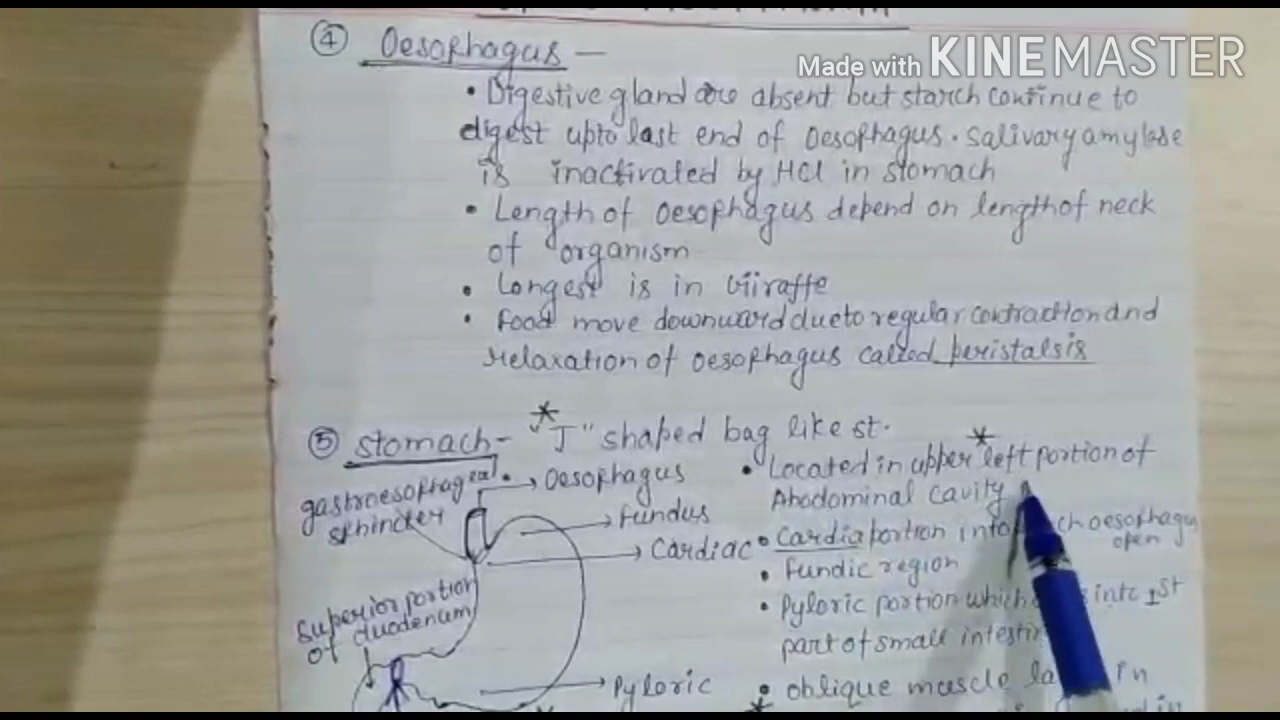 Made with KINEMASTER
④ Oesophagus —
• Digestive gland are absent but starch continue to
digest upto last end of oesophagus. salivary amylase
is inactivated by HCl in stomach
• Length of oesophagus depend on length of neck
of organism
• Longest is in Giraffe
• Food move downward due to regular contraction and
relaxation of oesophagus called peristalsis
⑤ stomach- * "J" shaped bag like st.
gastroesophageal sphincter
Oesophagus
Fundus
Cardiac
superior portion
of duodenum
Pyloric
• Located in upper * left portion of
Abdominal cavity
• Cardia portion into ch oesophagus
open
• Fundic region
• Pyloric portion which into 1st
part of small
• oblique muscle in
*